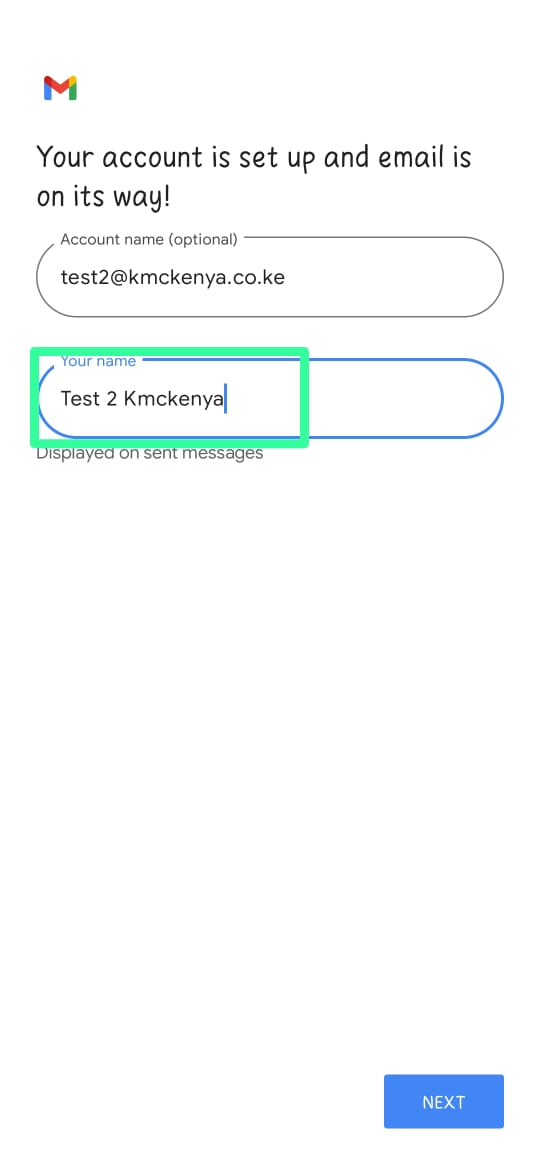 Your account is set up and email is
on its way!
Account name (optional)
test2@kmckenya.co.ke
Your name
Test 2 Kmckenya
Displayed on sent messages
NEXT